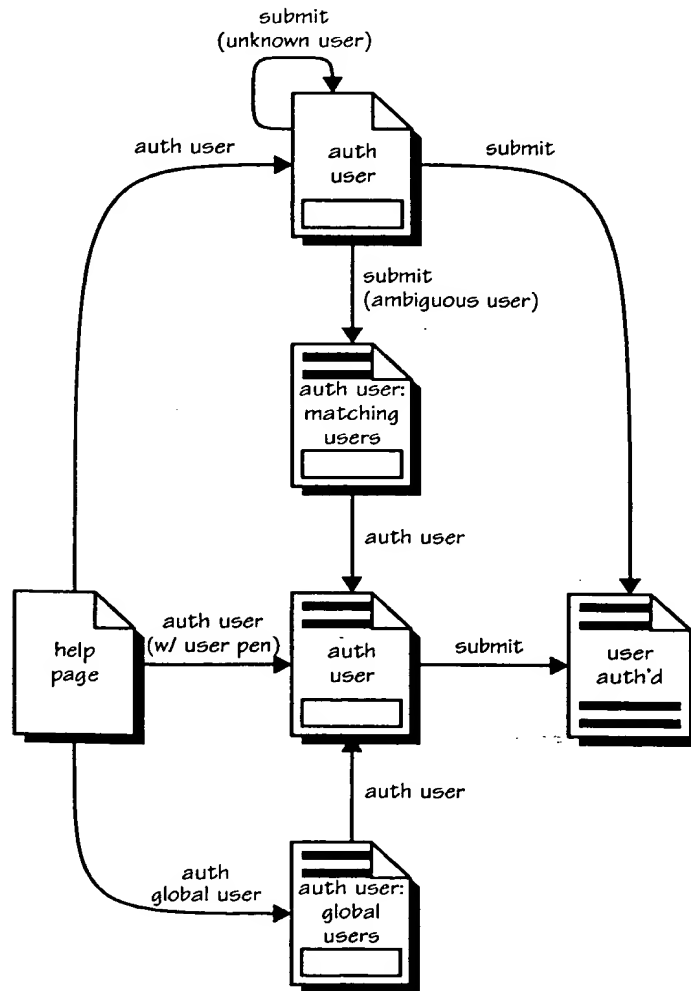 submit
(unknown user)
auth user
auth
user
submit
submit
(ambiguous user)
auth user:
matching
users
auth user
help
page
auth user
(w/ user pen)
auth
user
submit
user
auth'd
auth user
auth
global user
auth user:
global
users